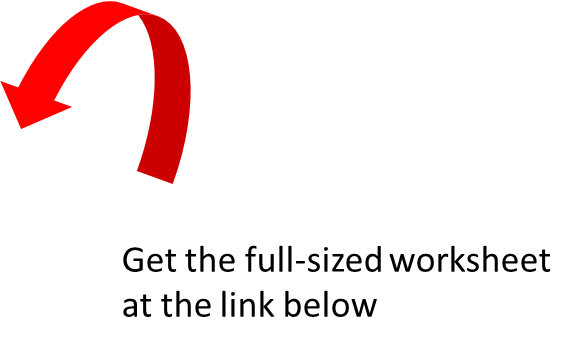 Get the full-sized worksheet
at the link below